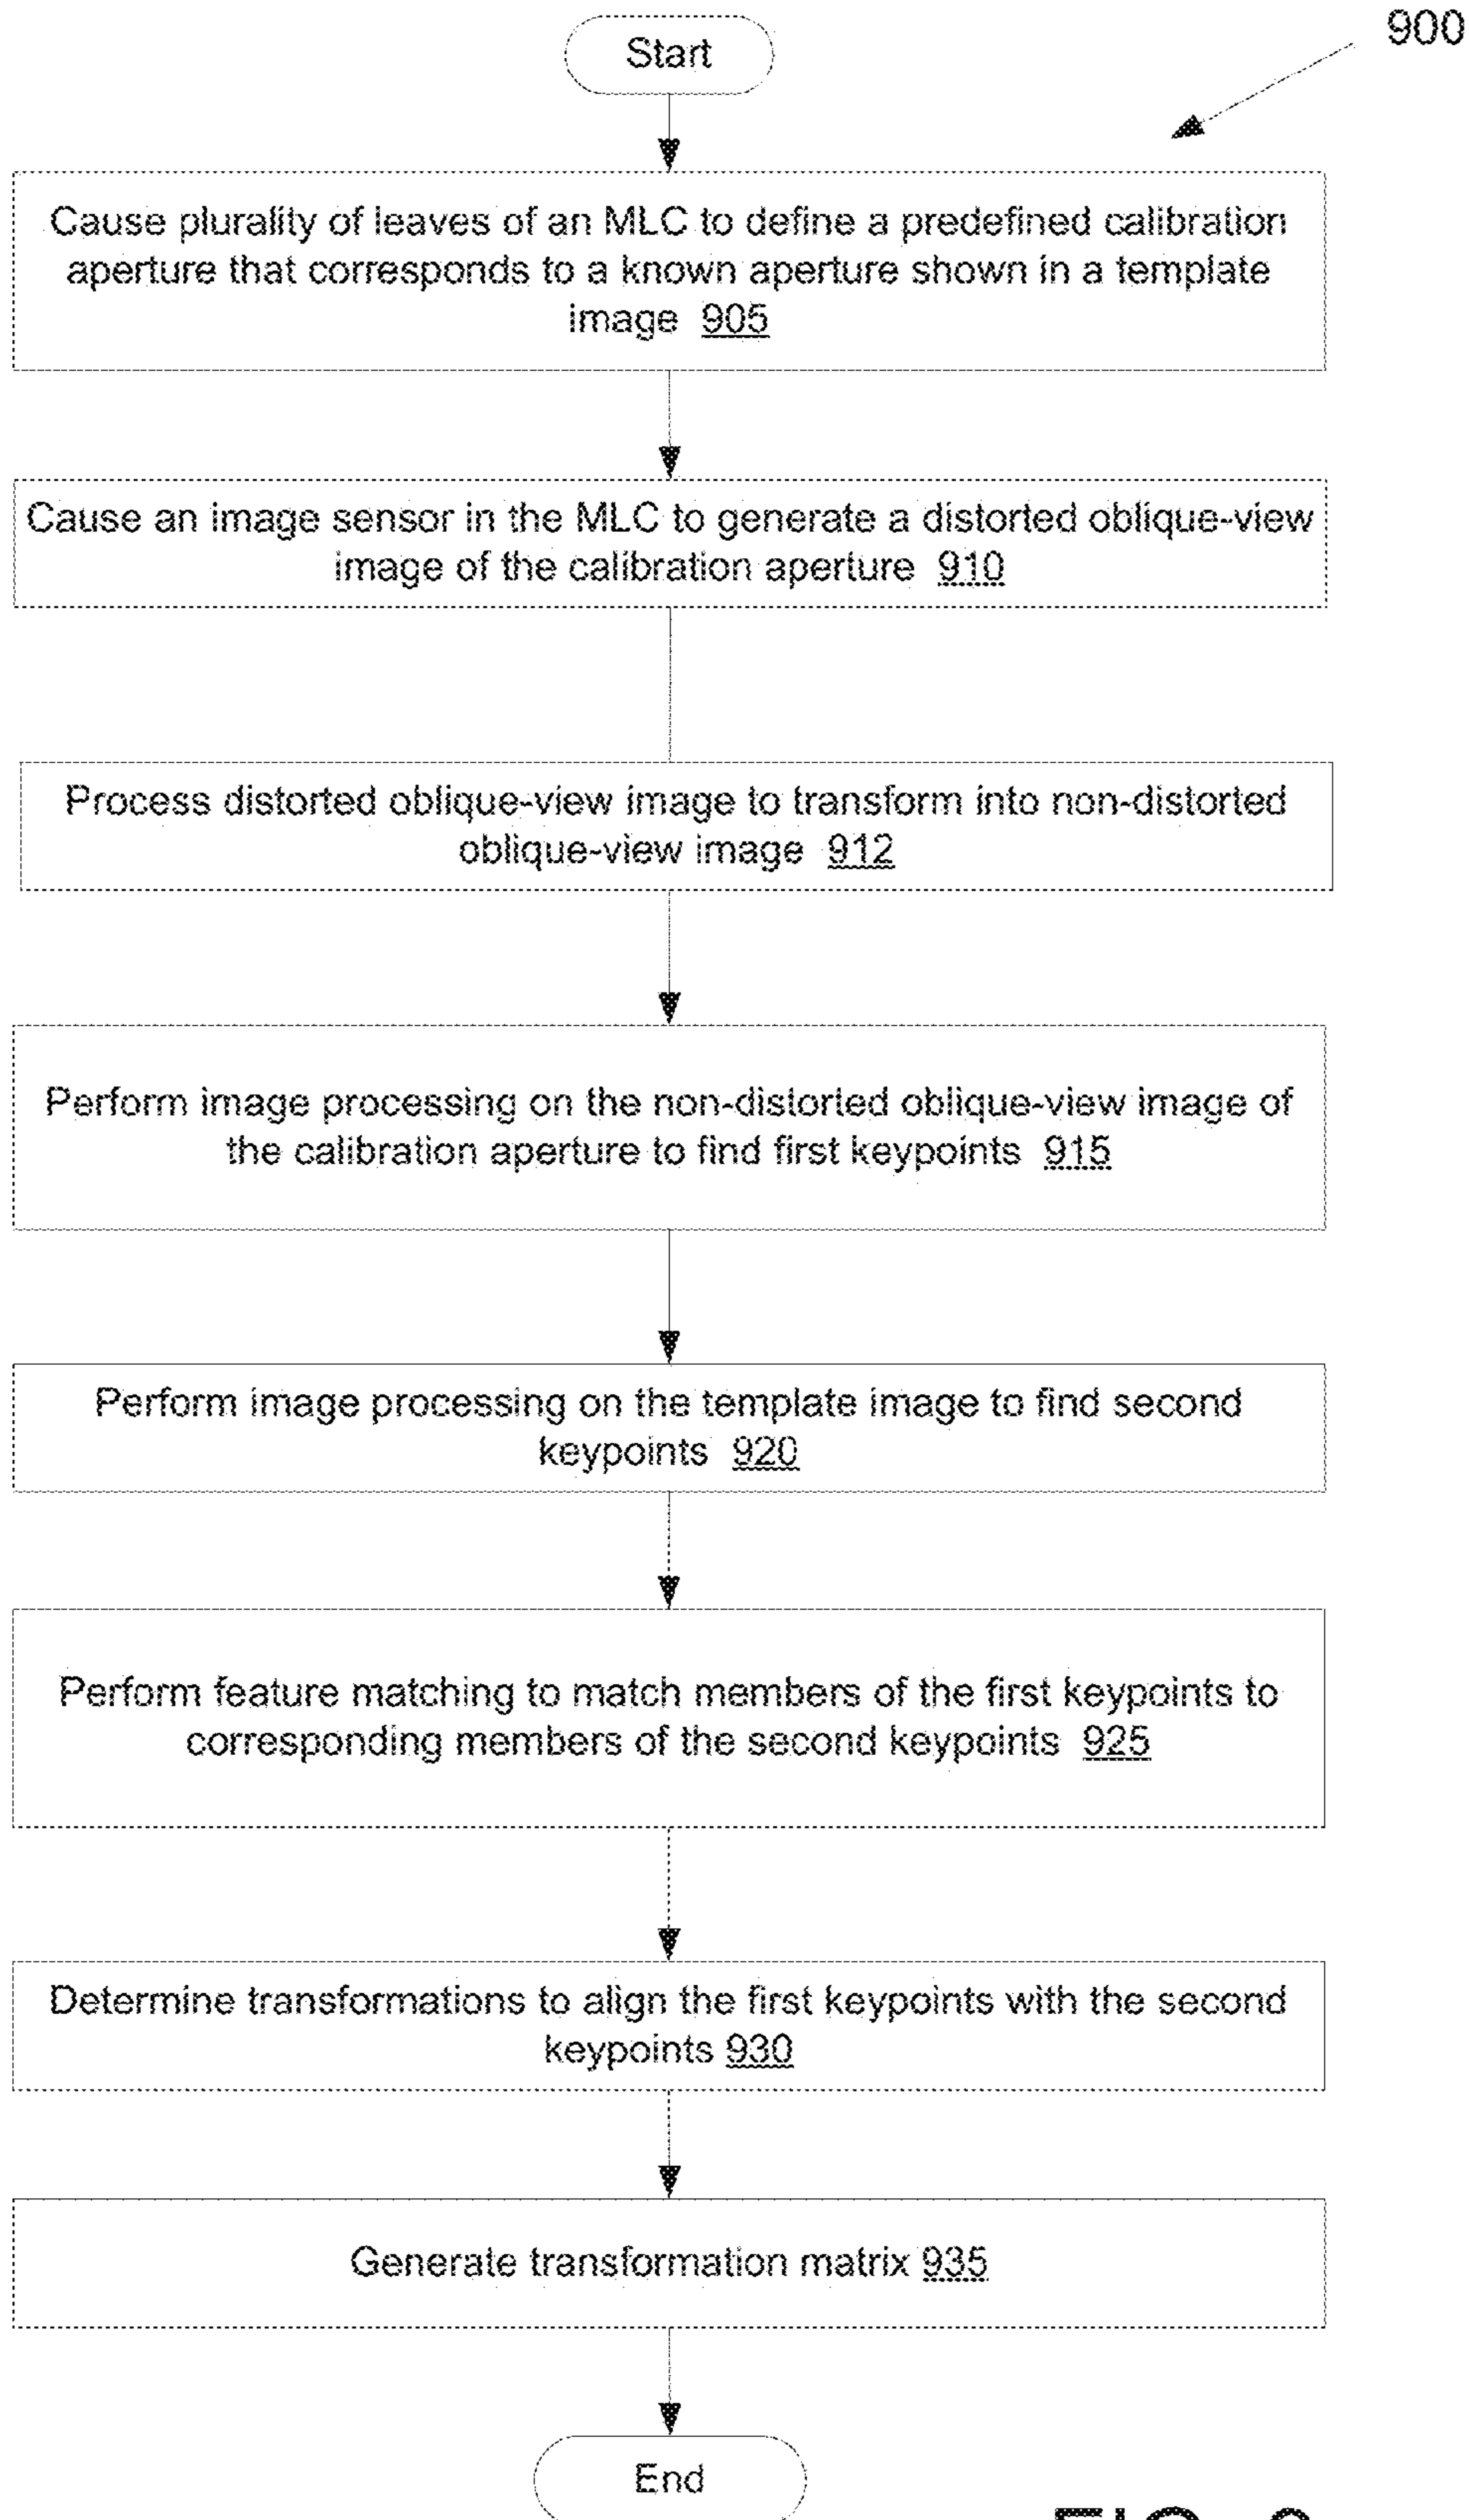 900
Start
Cause plurality of leaves of an MLC to define a predefined calibration
aperture that corresponds to a known aperture shown in a template
image 905
Cause an image sensor in the MLC to generate a distorted oblique-view
image of the calibration aperture 910
Process distorted oblique-view image to transform into non-distorted
oblique-view image 912
Perform image processing on the non-distorted oblique-view image of
the calibration aperture to find first keypoints 915
Perform image processing on the template image to find second
keypoints 920
Perform feature matching to match members of the first keypoints to
corresponding members of the second keypoints 925
Determine transformations to align the first keypoints with the second
keypoints 930
Generate transformation matrix 935
End